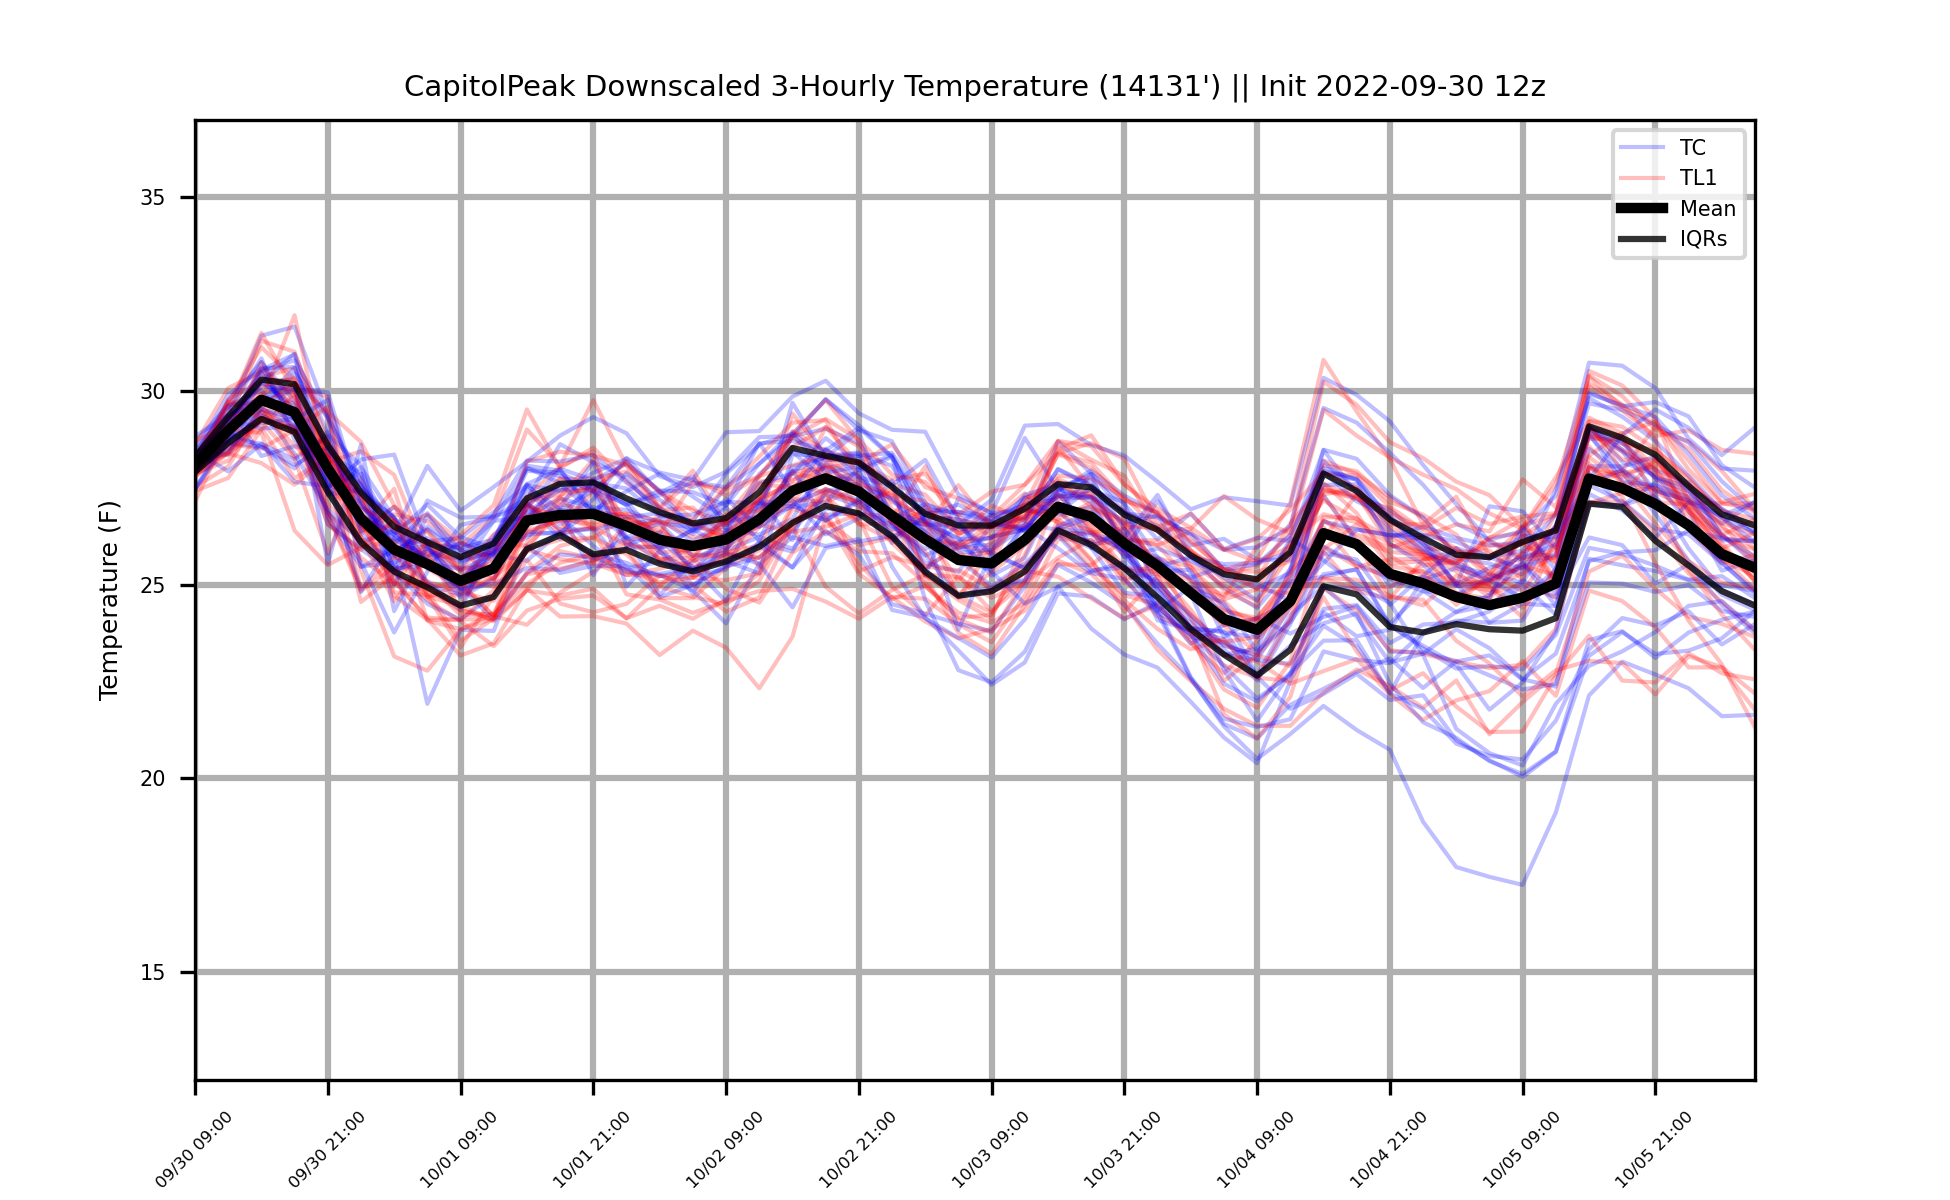 CapitolPeak Downscaled 3-Hourly Temperature (14131') || Init 2022-09-30 12z
TC
TL1
Mean
IQRs
Temperature (F)
35
30
25
20
15
09/30 09:00
09/30 21:00
10/01 09:00
10/01 21:00
10/02 09:00
10/02 21:00
10/03 09:00
10/03 21:00
10/04 09:00
10/04 21:00
10/05 09:00
10/05 21:00